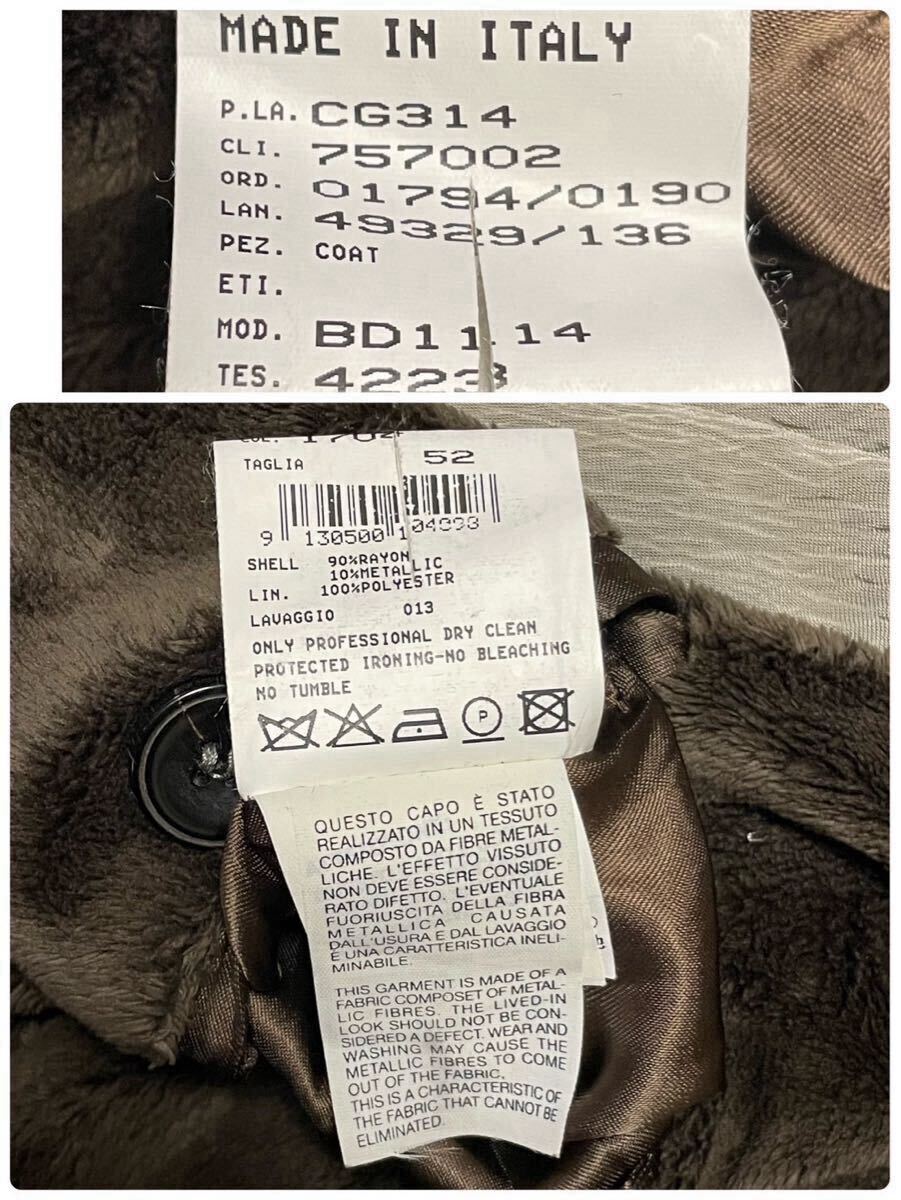 MADE IN ITALY
P.LA. CG314
CLI. 757002
ORD. 01794/0190
LAN. 49329/136
PEZ. COAT
ETI.
MOD. BD11.14
TES. 4223
TAGLIA 52
9 130500 104898
SHELL 90%RAYON
10%METALLIC
LIN. 100%POLYESTER
LAVAGGIO 013
ONLY PROFESSIONAL DRY CLEAN
PROTECTED IRONING-NO BLEACHING
NO TUMBLE
P
QUESTO CAPO È STATO
REALIZZATO IN UN TESSUTO
COMPOSTO DA FIBRE METAL-
LICHE. L'EFFETTO VISSUTO
NON DEVE ESSERE CONSIDE-
RATO DIFETTO. L'EVENTUALE
FUORIUSCITA DELLA FIBRA
METALLICA CAUSATA
DALL'USURA E DAL LAVAGGIO
È UNA CARATTERISTICA INELI-
MINABILE.
THIS GARMENT IS MADE OF A
FABRIC COMPOSET OF METAL-
LIC FIBRES. THE LIVED-IN
LOOK SHOULD NOT BE CON-
SIDERED A DEFECT. WEAR AND
WASHING MAY CAUSE THE
METALLIC FIBRES TO COME
OUT OF THE FABRIC.
THIS IS A CHARACTERISTIC OF
THE FABRIC THAT CANNOT BE
ELIMINATED.